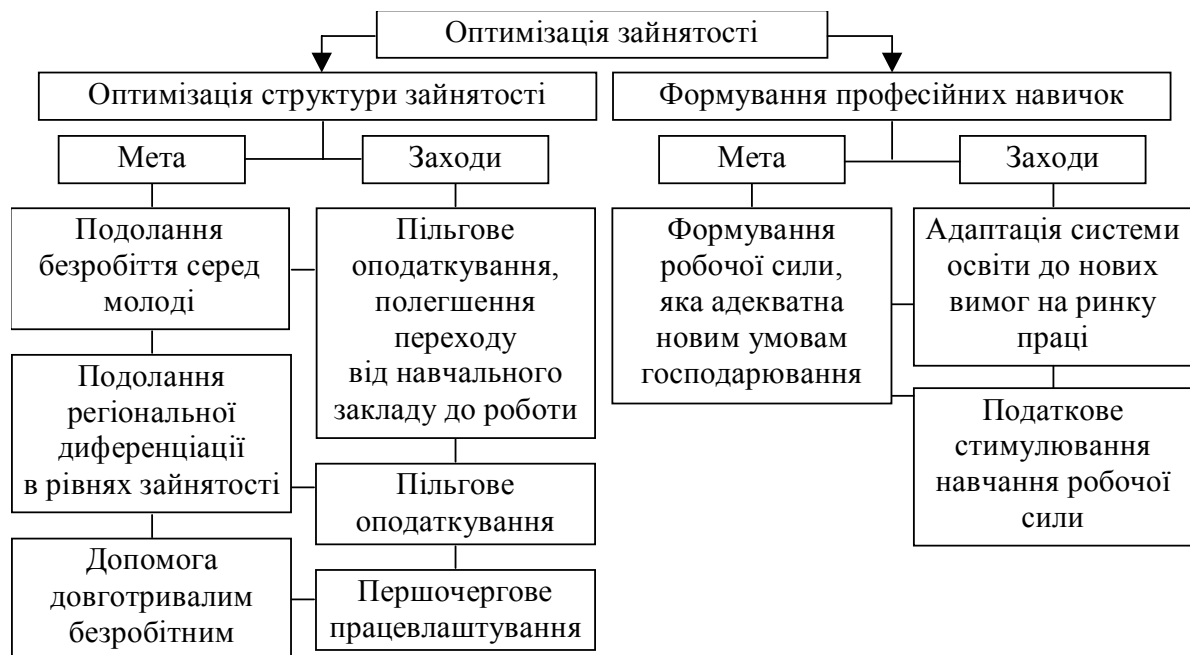 Оптимізація зайнятості
Оптимізація структури зайнятості
Формування професійних навичок
Мета
Заходи
Мета
Заходи
Подолання
безробіття серед
молоді
Пільгове
оподаткування,
полегшення
переходу
від навчального
закладу до роботи
Формування
робочої сили,
яка адекватна
новим умовам
господарювання
Адаптація системи
освіти до нових
вимог на ринку
праці
Подолання
регіональної
диференціації
в рівнях зайнятості
Пільгове
оподаткування
Податкове
стимулювання
навчання робочої
сили
Допомога
довготривалим
безробітним
Першочергове
працевлаштування